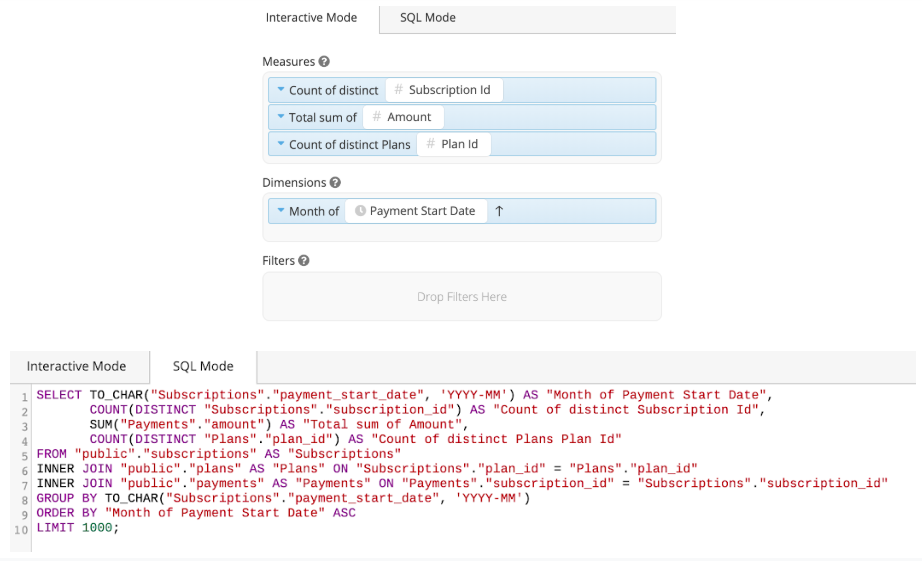 Interactive Mode SQL Mode
Measures ?
Count of distinct # Subscription Id
Total sum of # Amount
Count of distinct Plans # Plan Id
Dimensions ?
Month of Payment Start Date ↑
Filters ?
Drop Filters Here
Interactive Mode SQL Mode
1 SELECT TO_CHAR("Subscriptions"."payment_start_date", 'YYYY-MM') AS "Month of Payment Start Date",
2 COUNT(DISTINCT "Subscriptions"."subscription_id") AS "Count of distinct Subscription Id",
3 SUM("Payments"."amount") AS "Total sum of Amount",
4 COUNT(DISTINCT "Plans"."plan_id") AS "Count of distinct Plans Plan Id"
5 FROM "public"."subscriptions" AS "Subscriptions"
6 INNER JOIN "public"."plans" AS "Plans" ON "Subscriptions"."plan_id" = "Plans"."plan_id"
7 INNER JOIN "public"."payments" AS "Payments" ON "Payments"."subscription_id" = "Subscriptions"."subscription_id"
8 GROUP BY TO_CHAR("Subscriptions"."payment_start_date", 'YYYY-MM')
9 ORDER BY "Month of Payment Start Date" ASC
10 LIMIT 1000;